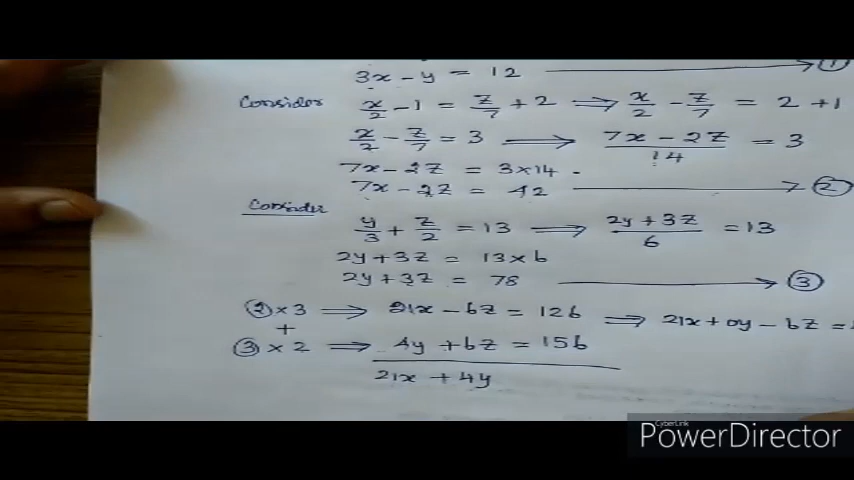 3x - y = 12 ①
Consider x/2 - 1 = z/7 + 2 ⟹ x/2 - z/7 = 2 + 1
x/2 - z/7 = 3 ⟹ 7x - 2z / 14 = 3
7x - 2z = 3 x 14
7x - 2z = 42 ②
Consider
y/3 + z/2 = 13 ⟹ 2y + 3z / 6 = 13
2y + 3z = 13 x 6
2y + 3z = 78 ③
② x 3 ⟹ 21x - 6z = 126 ⟹ 21x + 0y - 6z =
+
③ x 2 ⟹ 4y + 6z = 156
21x + 4y
CyberLink
PowerDirector